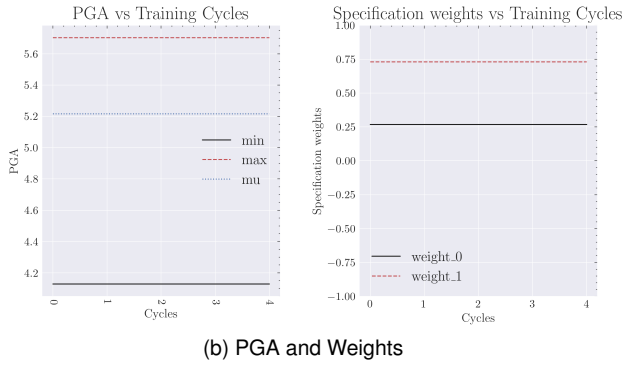 PGA vs Training Cycles
5.6
5.4
5.2
5.0
4.8
4.6
4.4
4.2
PGA
min
max
mu
0
1
2
3
4
Cycles
Specification weights vs Training Cycles
1.00
0.75
0.50
0.25
0.00
−0.25
−0.50
−0.75
−1.00
Specification weights
weight_0
weight_1
0 1 2 3 4
Cycles
(b) PGA and Weights